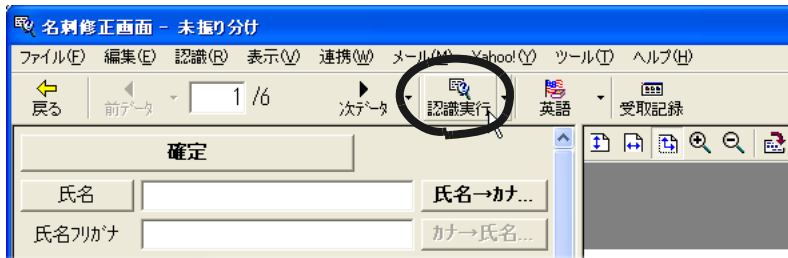 名刺修正画面 - 未振り分け
ファイル(F) 編集(E) 認識(R) 表示(V) 連携(W) メール(M) Yahoo!(Y) ツール(T) ヘルプ(H)
戻る 前ﾃﾞｰﾀ 1 /6 次ﾃﾞｰﾀ 認識実行 英語 受取記録
確定
氏名 氏名→ｶﾅ...
氏名ﾌﾘｶﾞﾅ ｶﾅ→氏名...